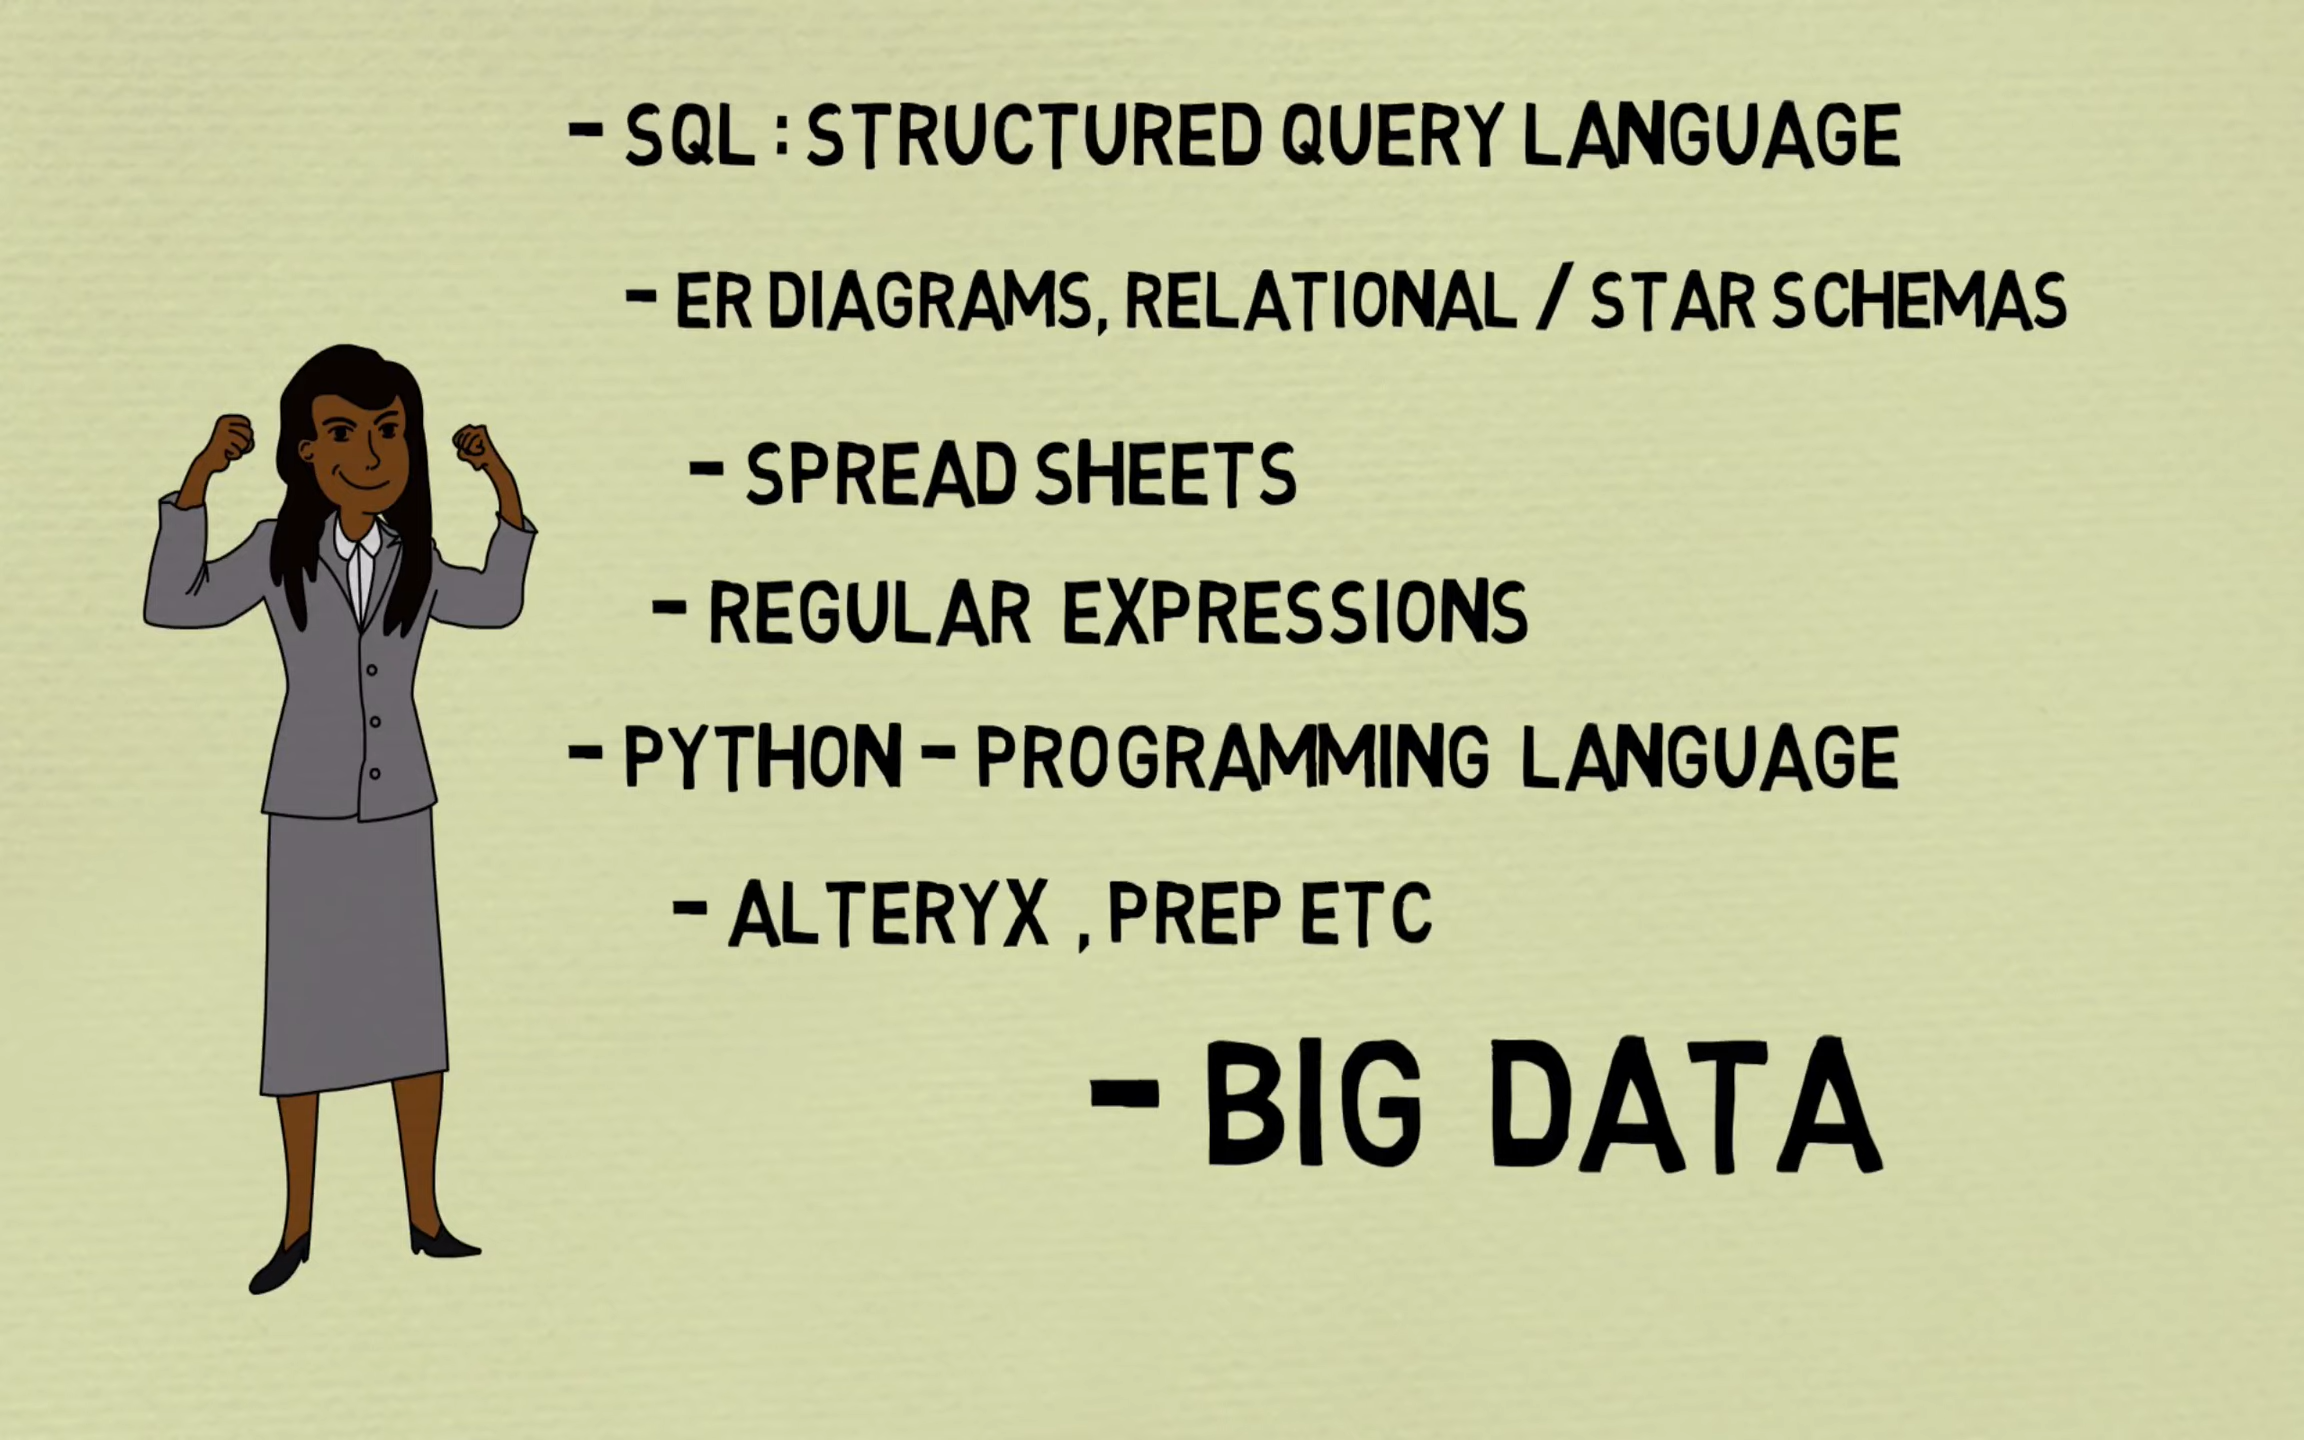 - SQL : STRUCTURED QUERY LANGUAGE
- ER DIAGRAMS, RELATIONAL / STAR SCHEMAS
- SPREAD SHEETS
- REGULAR EXPRESSIONS
- PYTHON - PROGRAMMING LANGUAGE
- ALTERYX , PREP ETC
- BIG DATA